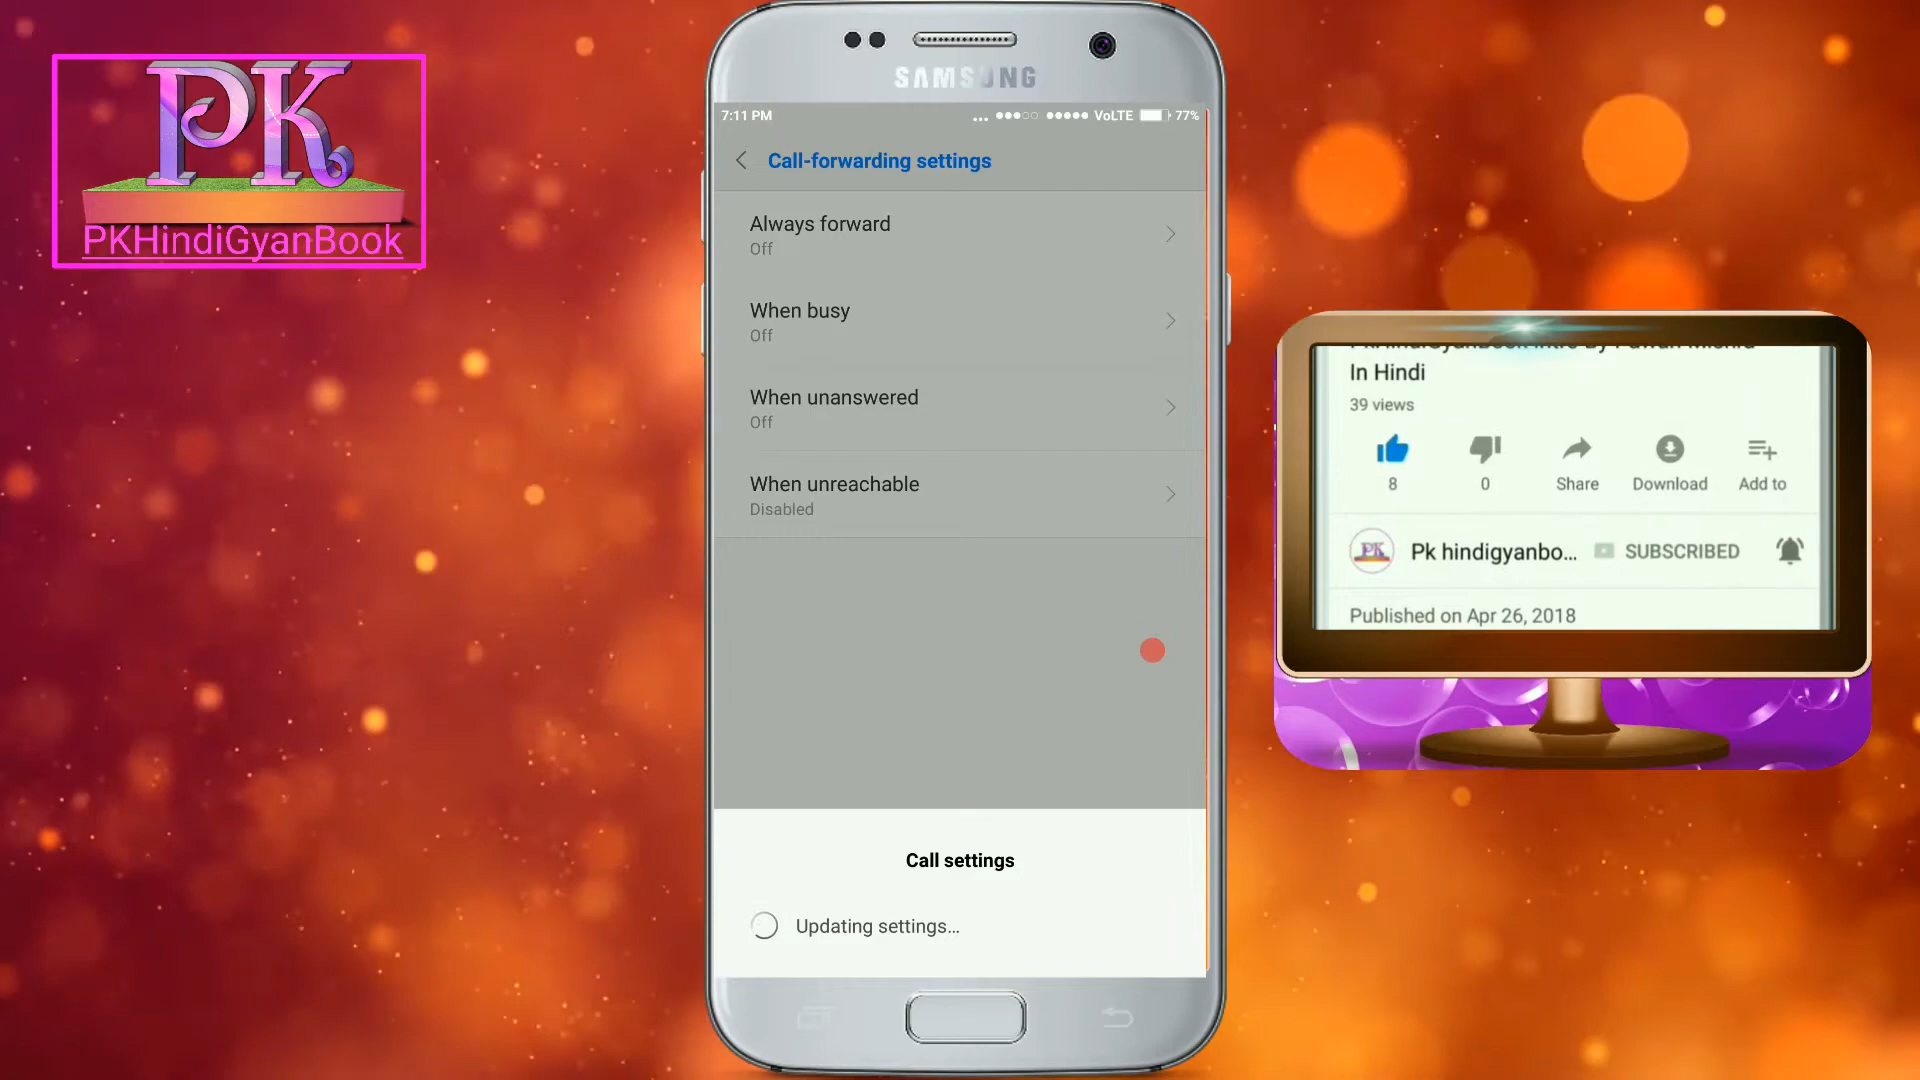 PK
PKHindiGyanBook
SAMSUNG
7:11 PM
... VoLTE 77%
Call-forwarding settings
Always forward
Off
When busy
Off
When unanswered
Off
When unreachable
Disabled
Call settings
Updating settings...
In Hindi
39 views
8
0
Share
Download
Add to
PK
Pk hindigyanbo...
SUBSCRIBED
Published on Apr 26, 2018